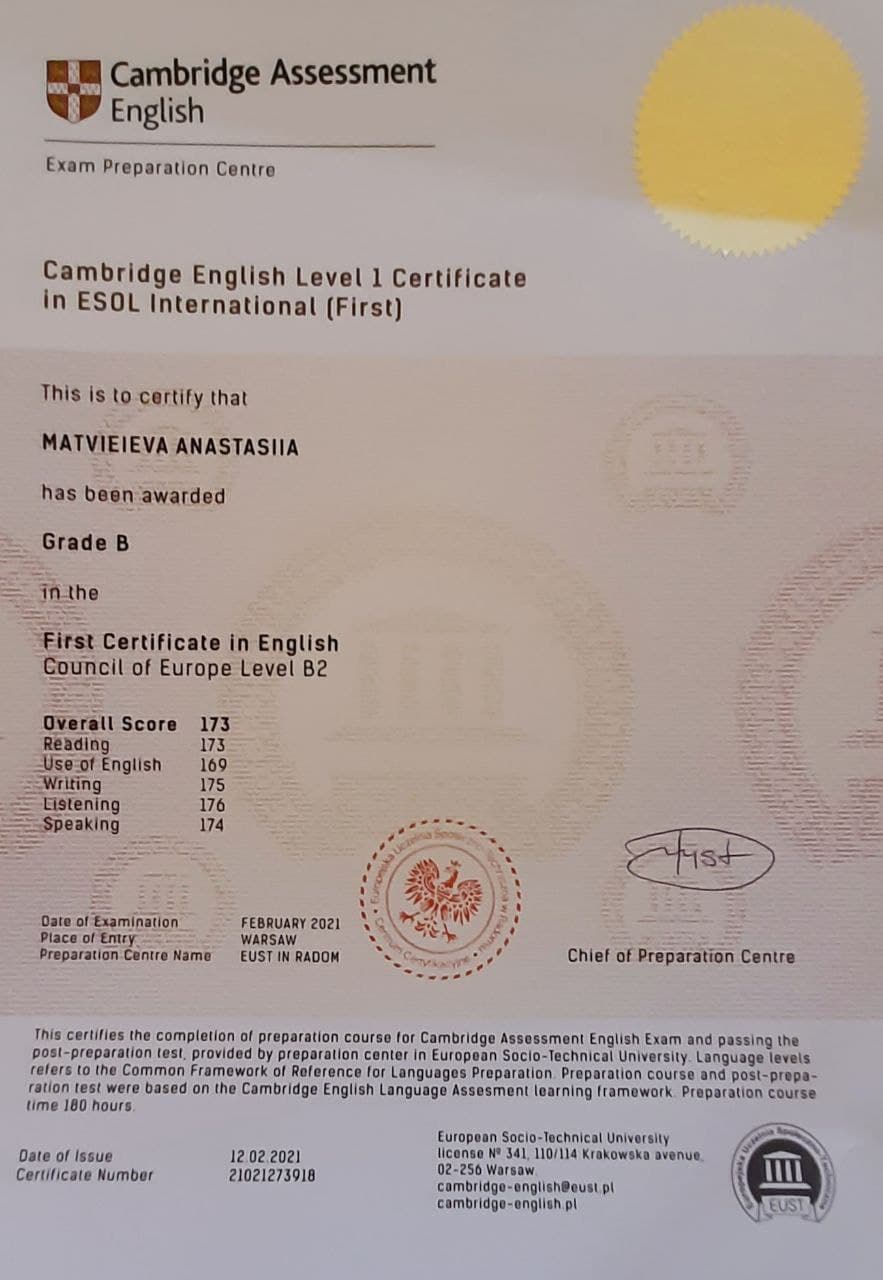 Cambridge Assessment
English
Exam Preparation Centre
Cambridge English Level 1 Certificate
in ESOL International (First)
This is to certify that
MATVIEIEVA ANASTASIIA
has been awarded
Grade B
in the
First Certificate in English
Council of Europe Level B2
Overall Score 173
Reading 173
Use of English 169
Writing 175
Listening 176
Speaking 174
Date of Examination FEBRUARY 2021
Place of Entry WARSAW
Preparation Centre Name EUST IN RADOM
Chief of Preparation Centre
This certifies the completion of preparation course for Cambridge Assessment English Exam and passing the
post-preparation test, provided by preparation center in European Socio-Technical University. Language levels
refers to the Common Framework of Reference for Languages Preparation. Preparation course and post-prepa-
ration test were based on the Cambridge English Language Assesment learning framework. Preparation course
time 180 hours.
Date of Issue 12.02.2021
Certificate Number 21021273918
European Socio-Technical University
license Nº 341, 110/114 Krakowska avenue,
02-256 Warsaw.
cambridge-english@eust.pl
cambridge-english.pl
EUST